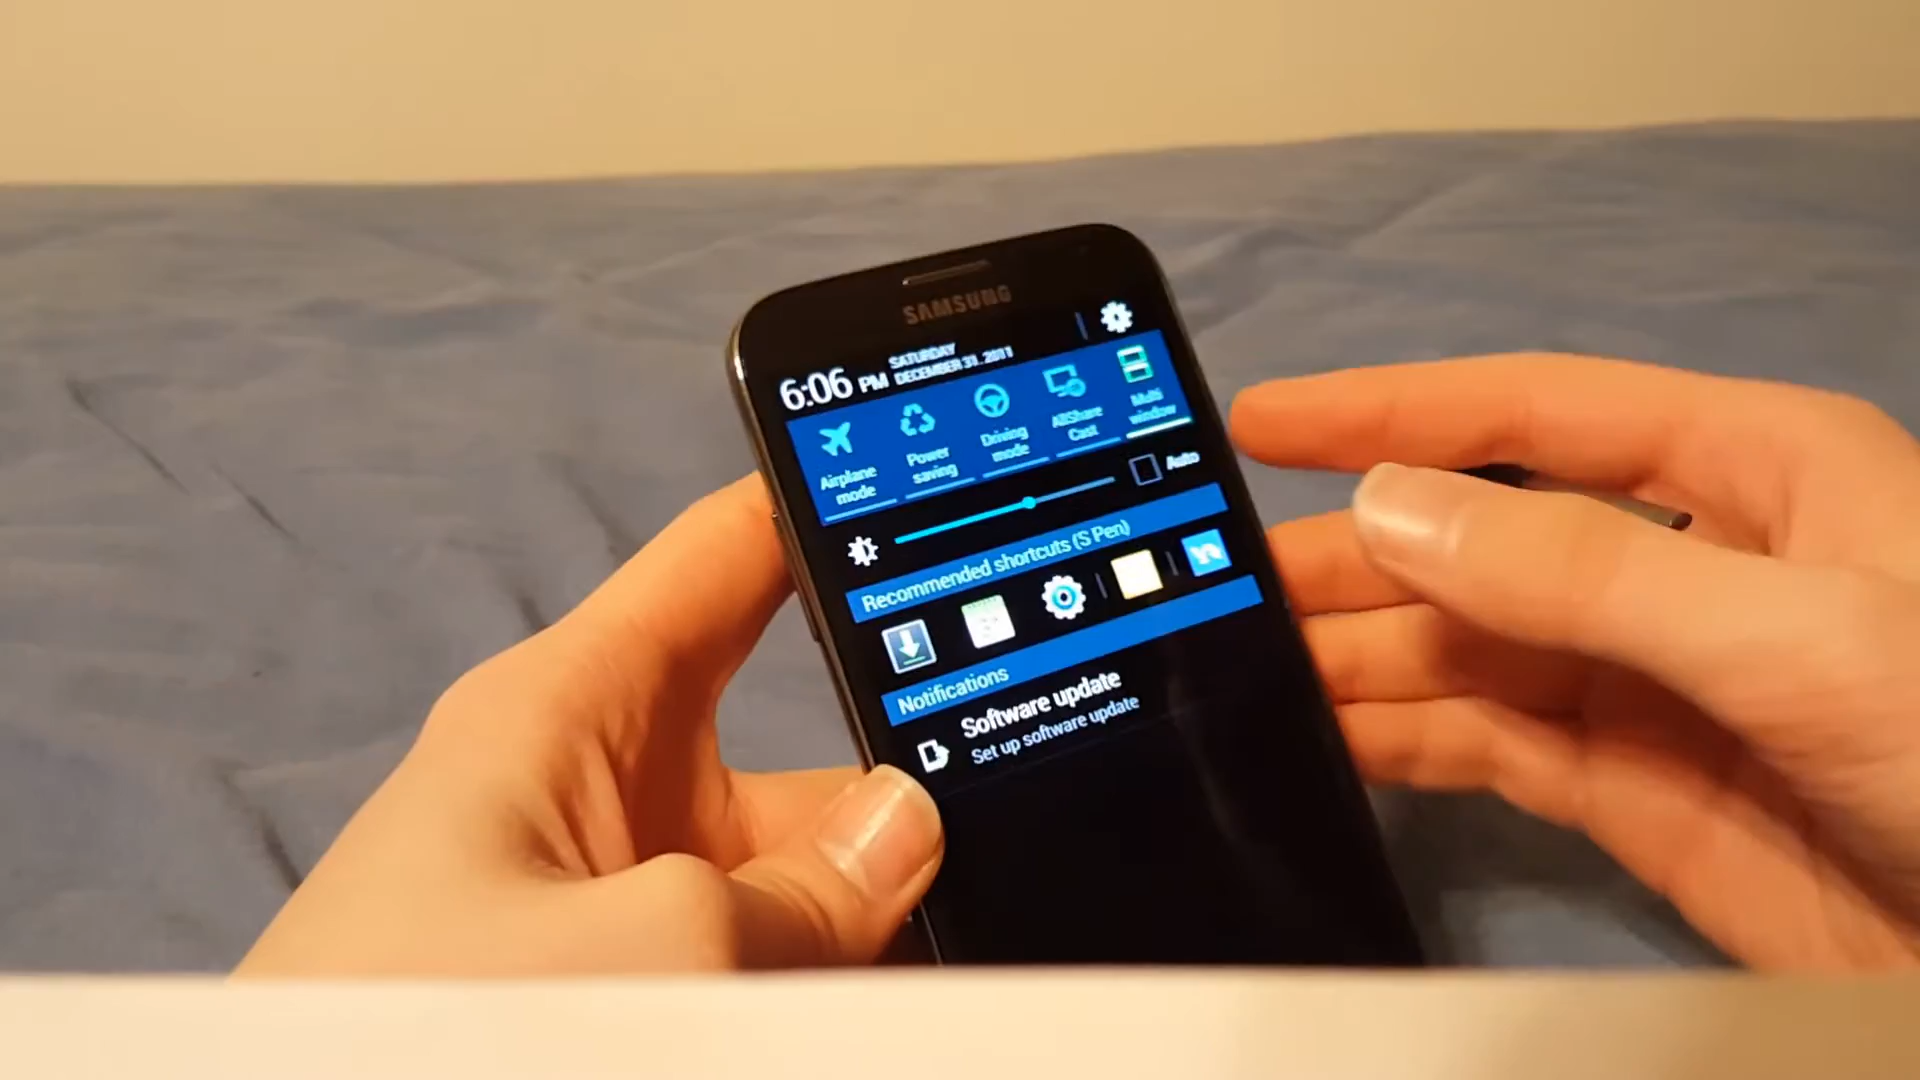 SAMSUNG
6:06 PM
SATURDAY
DECEMBER 31, 2011
Airplane mode
Power saving
Driving mode
AllShare Cast
Multi window
Auto
Recommended shortcuts (S Pen)
Notifications
Software update
Set up software update